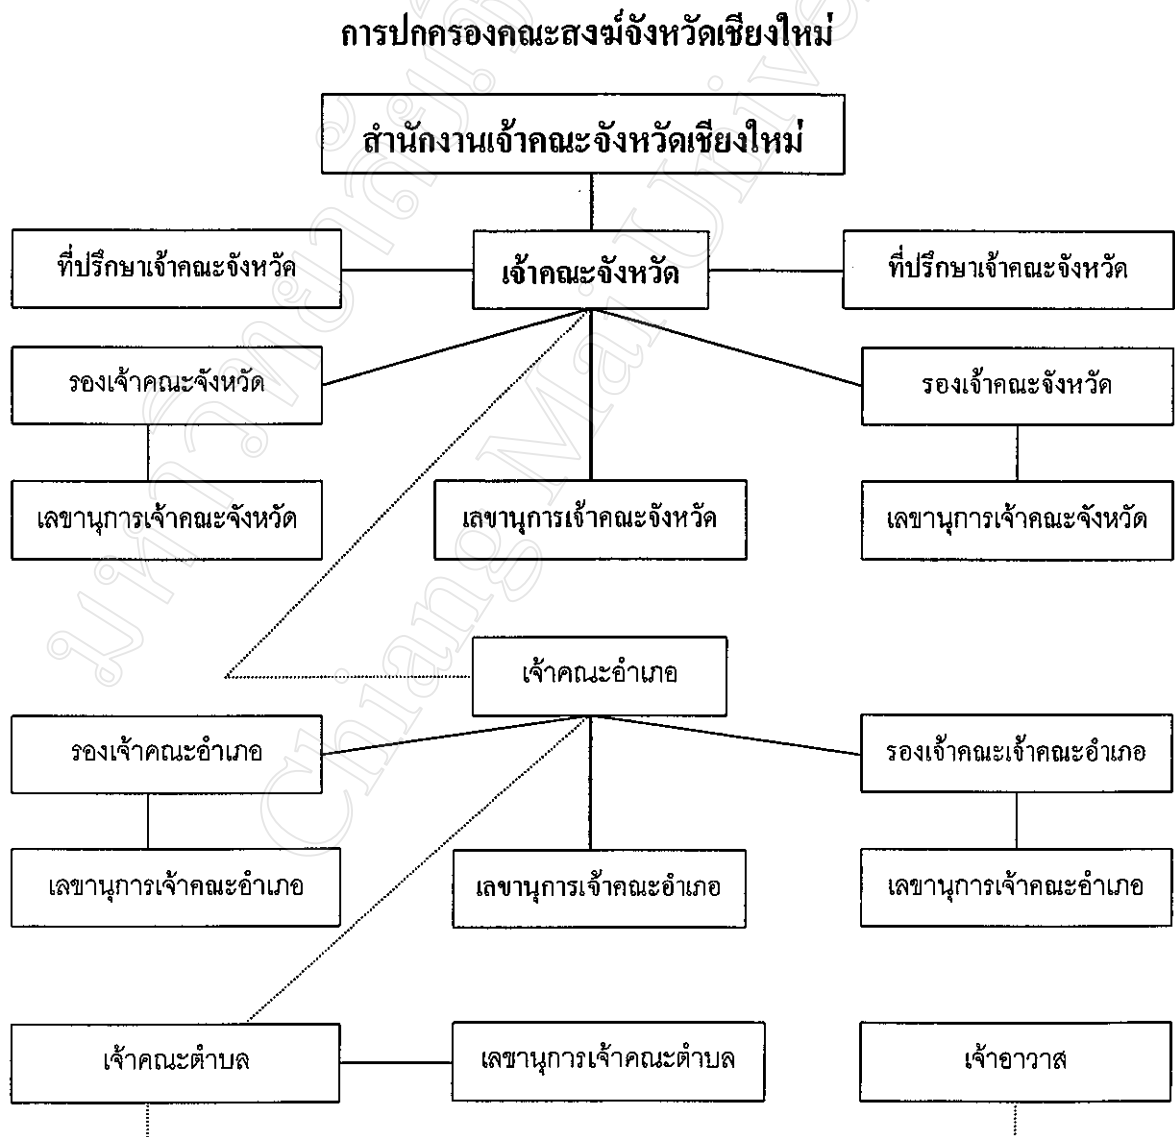 การปกครองคณะสงฆ์จังหวัดเชียงใหม่
สำนักงานเจ้าคณะจังหวัดเชียงใหม่
ที่ปรึกษาเจ้าคณะจังหวัด
เจ้าคณะจังหวัด
ที่ปรึกษาเจ้าคณะจังหวัด
รองเจ้าคณะจังหวัด
รองเจ้าคณะจังหวัด
เลขานุการเจ้าคณะจังหวัด
เลขานุการเจ้าคณะจังหวัด
เลขานุการเจ้าคณะจังหวัด
เจ้าคณะอำเภอ
รองเจ้าคณะอำเภอ
รองเจ้าคณะเจ้าคณะอำเภอ
เลขานุการเจ้าคณะอำเภอ
เลขานุการเจ้าคณะอำเภอ
เลขานุการเจ้าคณะอำเภอ
เจ้าคณะตำบล
เลขานุการเจ้าคณะตำบล
เจ้าอาวาส
Chiang Mai Univer